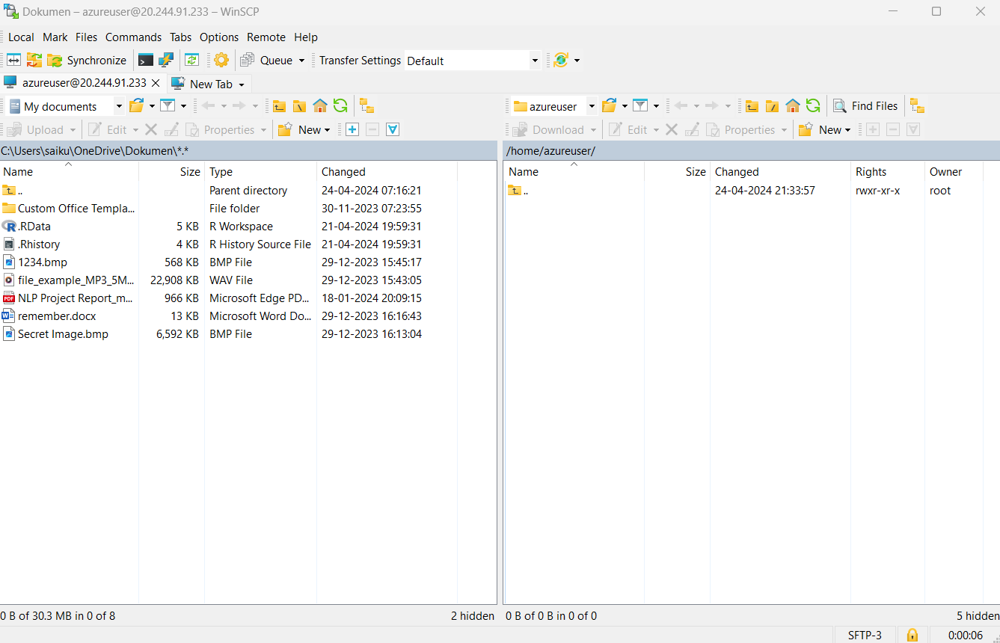 Dokumen – azureuser@20.244.91.233 – WinSCP
Local Mark Files Commands Tabs Options Remote Help
Synchronize Queue Transfer Settings Default
azureuser@20.244.91.233 New Tab
My documents
Upload Edit Properties New
C:\Users\saiku\OneDrive\Dokumen\*.*
Name Size Type Changed
.. Parent directory 24-04-2024 07:16:21
Custom Office Templa... File folder 30-11-2023 07:23:55
.RData 5 KB R Workspace 21-04-2024 19:59:31
.Rhistory 4 KB R History Source File 21-04-2024 19:59:31
1234.bmp 568 KB BMP File 29-12-2023 15:45:17
file_example_MP3_5M... 22,908 KB WAV File 29-12-2023 15:43:05
NLP Project Report_m... 966 KB Microsoft Edge PD... 18-01-2024 20:09:15
remember.docx 13 KB Microsoft Word Do... 29-12-2023 16:16:43
Secret Image.bmp 6,592 KB BMP File 29-12-2023 16:13:04
0 B of 30.3 MB in 0 of 8 2 hidden
azureuser Find Files
Download Edit Properties New
/home/azureuser/
Name Size Changed Rights Owner
.. 24-04-2024 21:33:57 rwxr-xr-x root
0 B of 0 B in 0 of 0 5 hidden
SFTP-3 0:00:06